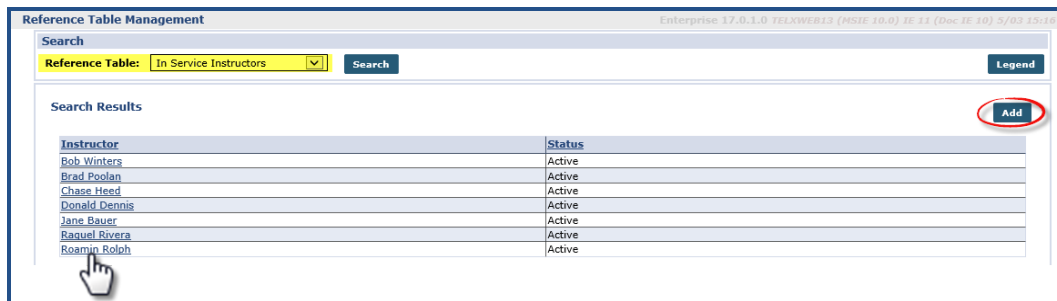 Reference Table Management Enterprise 17.0.1.0 TELXWEB13 (MSIE 10.0) IE 11 (Doc IE 10) 5/03 15:16
Search
Reference Table: In Service Instructors Search Legend
Search Results Add
Instructor Status
Bob Winters Active
Brad Poolan Active
Chase Heed Active
Donald Dennis Active
Jane Bauer Active
Raquel Rivera Active
Roamin Rolph Active